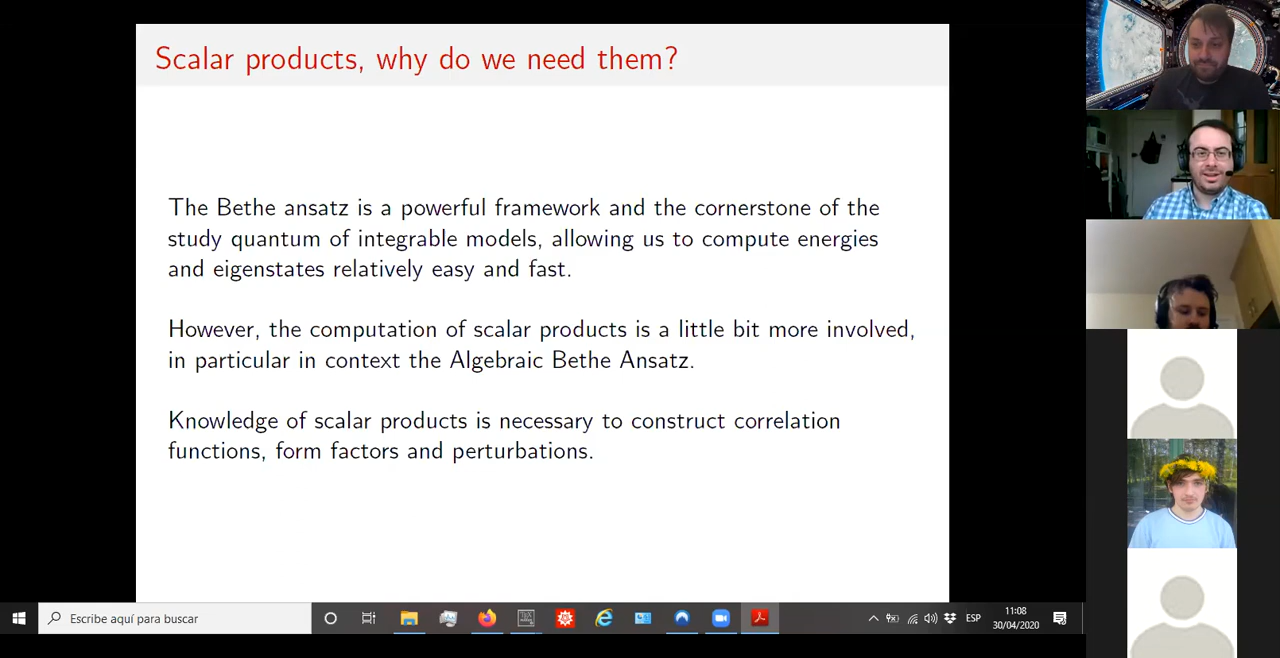 Scalar products, why do we need them?
The Bethe ansatz is a powerful framework and the cornerstone of the
study quantum of integrable models, allowing us to compute energies
and eigenstates relatively easy and fast.
However, the computation of scalar products is a little bit more involved,
in particular in context the Algebraic Bethe Ansatz.
Knowledge of scalar products is necessary to construct correlation
functions, form factors and perturbations.
Escribe aquí para buscar
ESP
11:08
30/04/2020